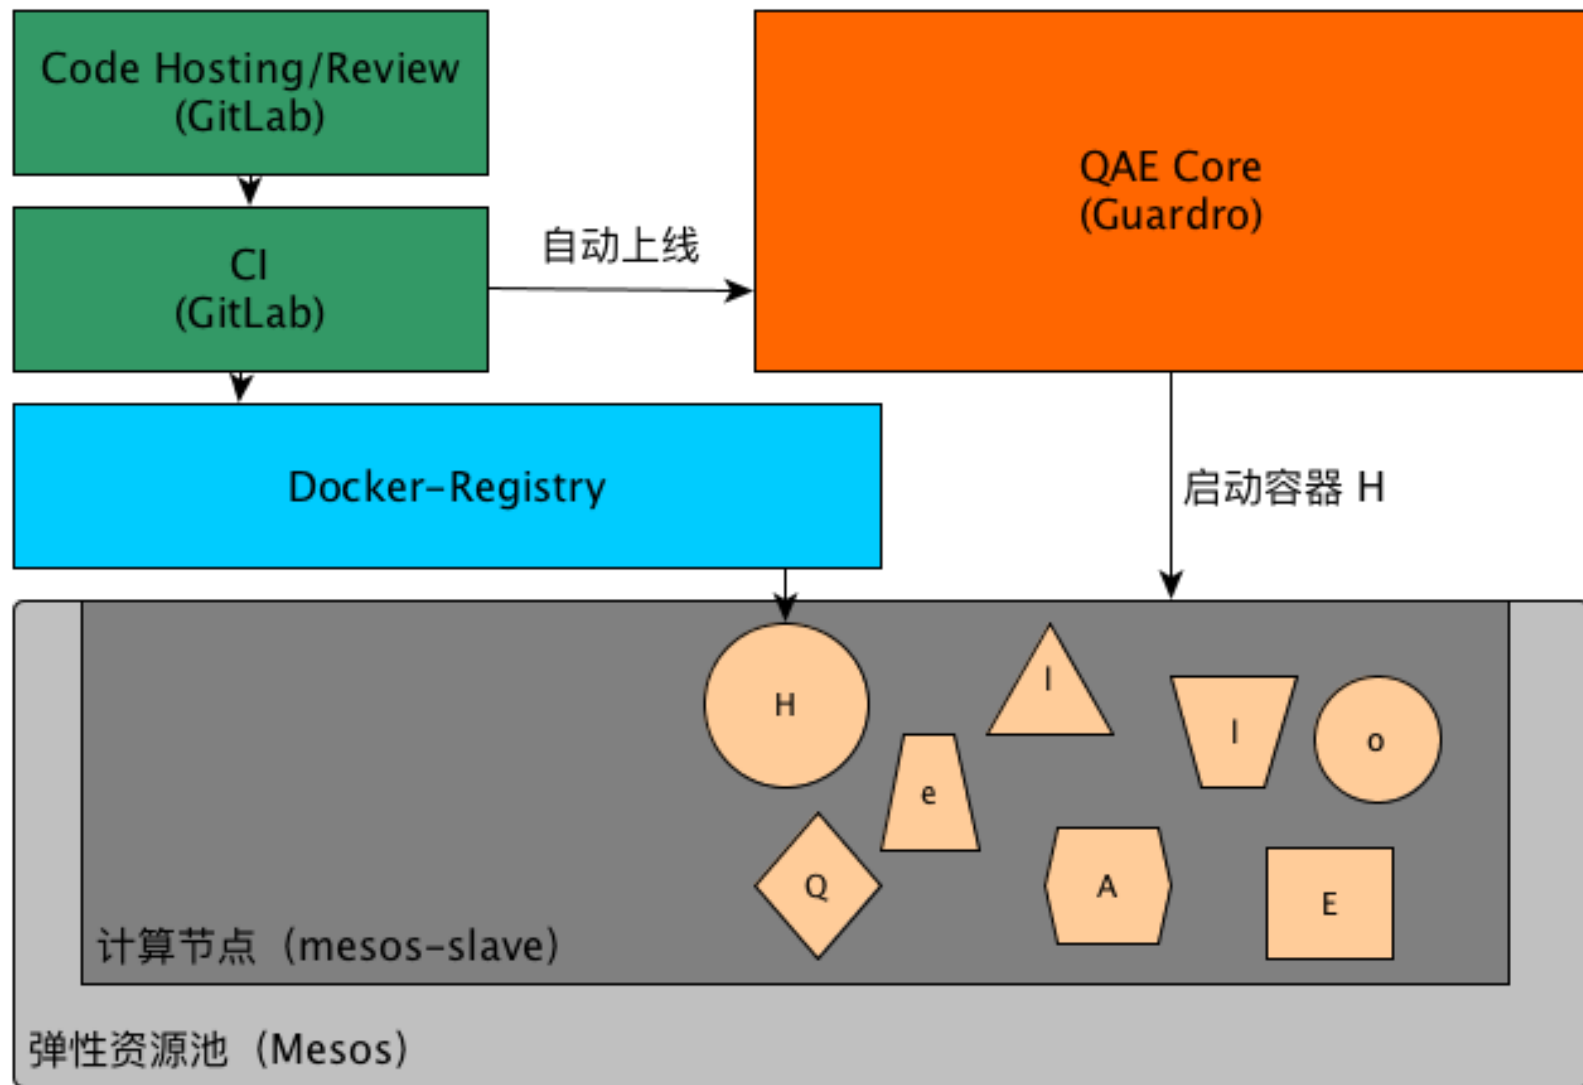 Code Hosting/Review
(GitLab)
CI
(GitLab)
自动上线
QAE Core
(Guardro)
Docker-Registry
启动容器 H
H
l
l
o
e
Q
A
E
计算节点（mesos-slave）
弹性资源池（Mesos）